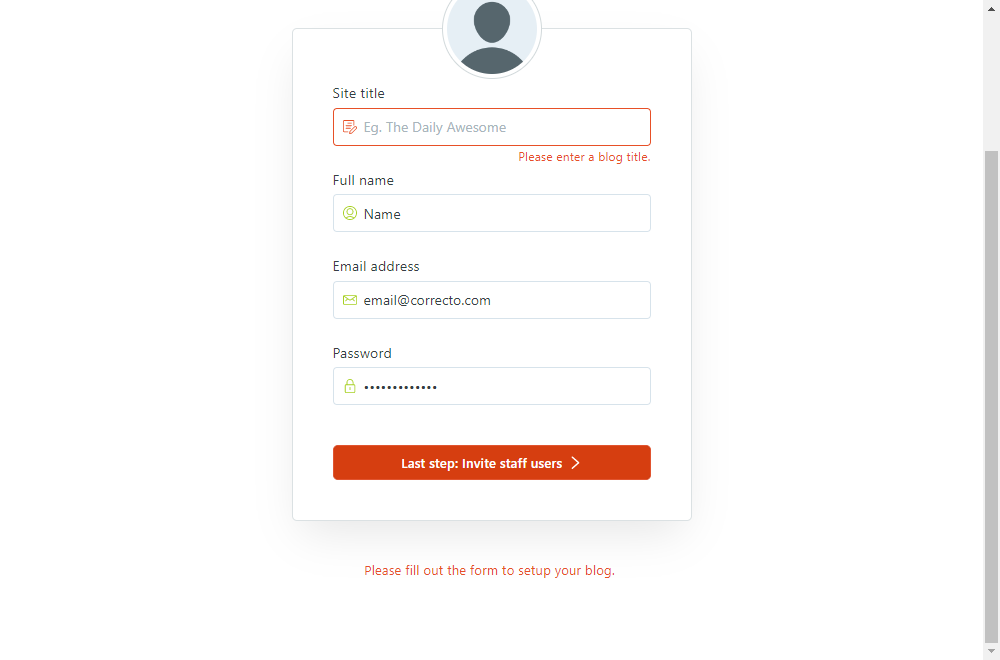 Site title
Eg. The Daily Awesome
Please enter a blog title.
Full name
Name
Email address
email@correcto.com
Password
•••••••••••••
Last step: Invite staff users
Please fill out the form to setup your blog.